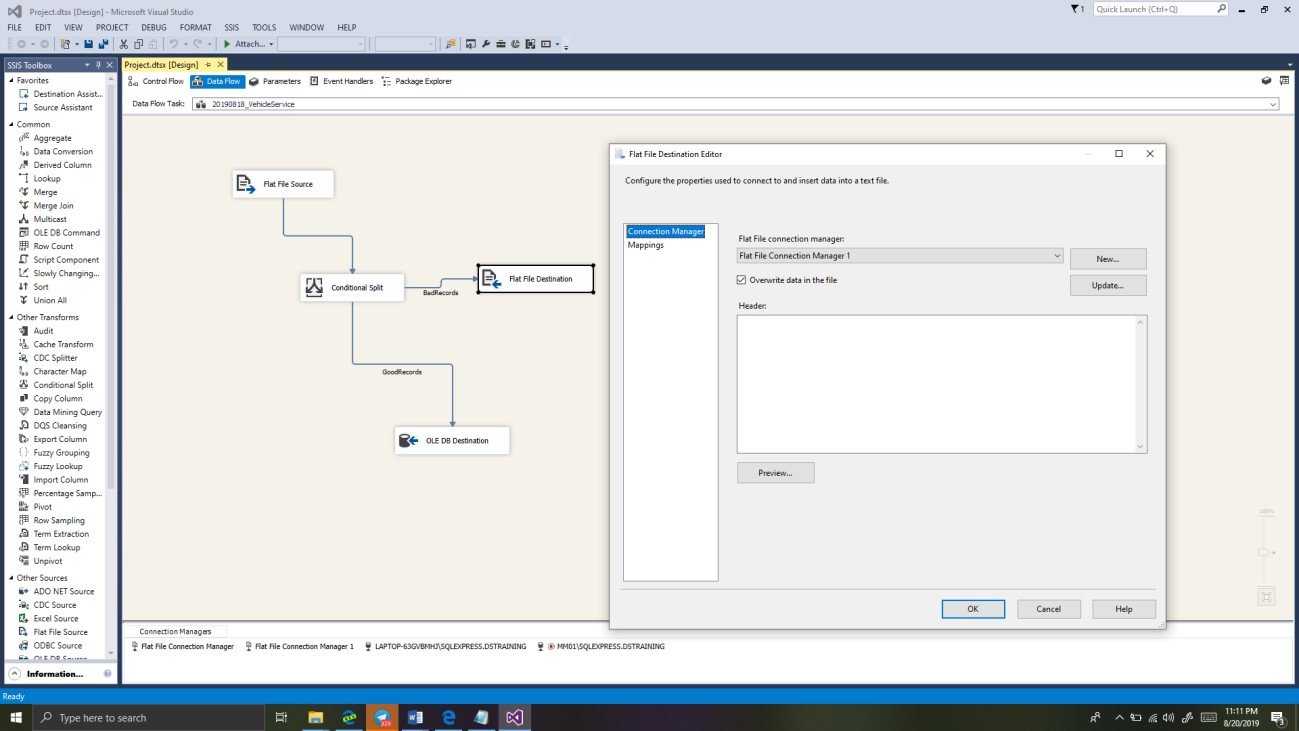 Project.dtsx [Design] - Microsoft Visual Studio
1
Quick Launch (Ctrl+Q)
FILE EDIT VIEW PROJECT DEBUG FORMAT SSIS TOOLS WINDOW HELP
Attach...
SSIS Toolbox
Project.dtsx [Design]
Favorites
Destination Assist...
Source Assistant
Common
Aggregate
Data Conversion
Derived Column
Lookup
Merge
Merge Join
Multicast
OLE DB Command
Row Count
Script Component
Slowly Changing...
Sort
Union All
Other Transforms
Audit
Cache Transform
CDC Splitter
Character Map
Conditional Split
Copy Column
Data Mining Query
DQS Cleansing
Export Column
Fuzzy Grouping
Fuzzy Lookup
Import Column
Percentage Samp...
Pivot
Row Sampling
Term Extraction
Term Lookup
Unpivot
Other Sources
ADO NET Source
CDC Source
Excel Source
Flat File Source
ODBC Source
OLE DB Source
Information...
Control Flow Data Flow Parameters Event Handlers Package Explorer
Data Flow Task: 20190818_VehicleService
Flat File Source
Conditional Split
BadRecords
Flat File Destination
GoodRecords
OLE DB Destination
Flat File Destination Editor
Configure the properties used to connect to and insert data into a text file.
Connection Manager
Mappings
Flat File connection manager:
Flat File Connection Manager 1
New...
Overwrite data in the file
Update...
Header:
Preview...
OK Cancel Help
100%
Connection Managers
Flat File Connection Manager Flat File Connection Manager 1 LAPTOP-63GVBMHJ\SQLEXPRESS.DSTRAINING MM01\SQLEXPRESS.DSTRAINING
Ready
Type here to search
329
11:11 PM
8/20/2019
3